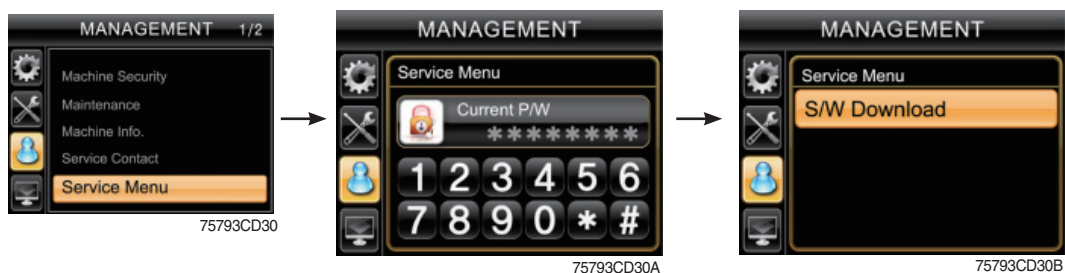 MANAGEMENT 1/2
Machine Security
Maintenance
Machine Info.
Service Contact
Service Menu
75793CD30
MANAGEMENT
Service Menu
Current P/W
********
1 2 3 4 5 6
7 8 9 0 * #
75793CD30A
MANAGEMENT
Service Menu
S/W Download
75793CD30B